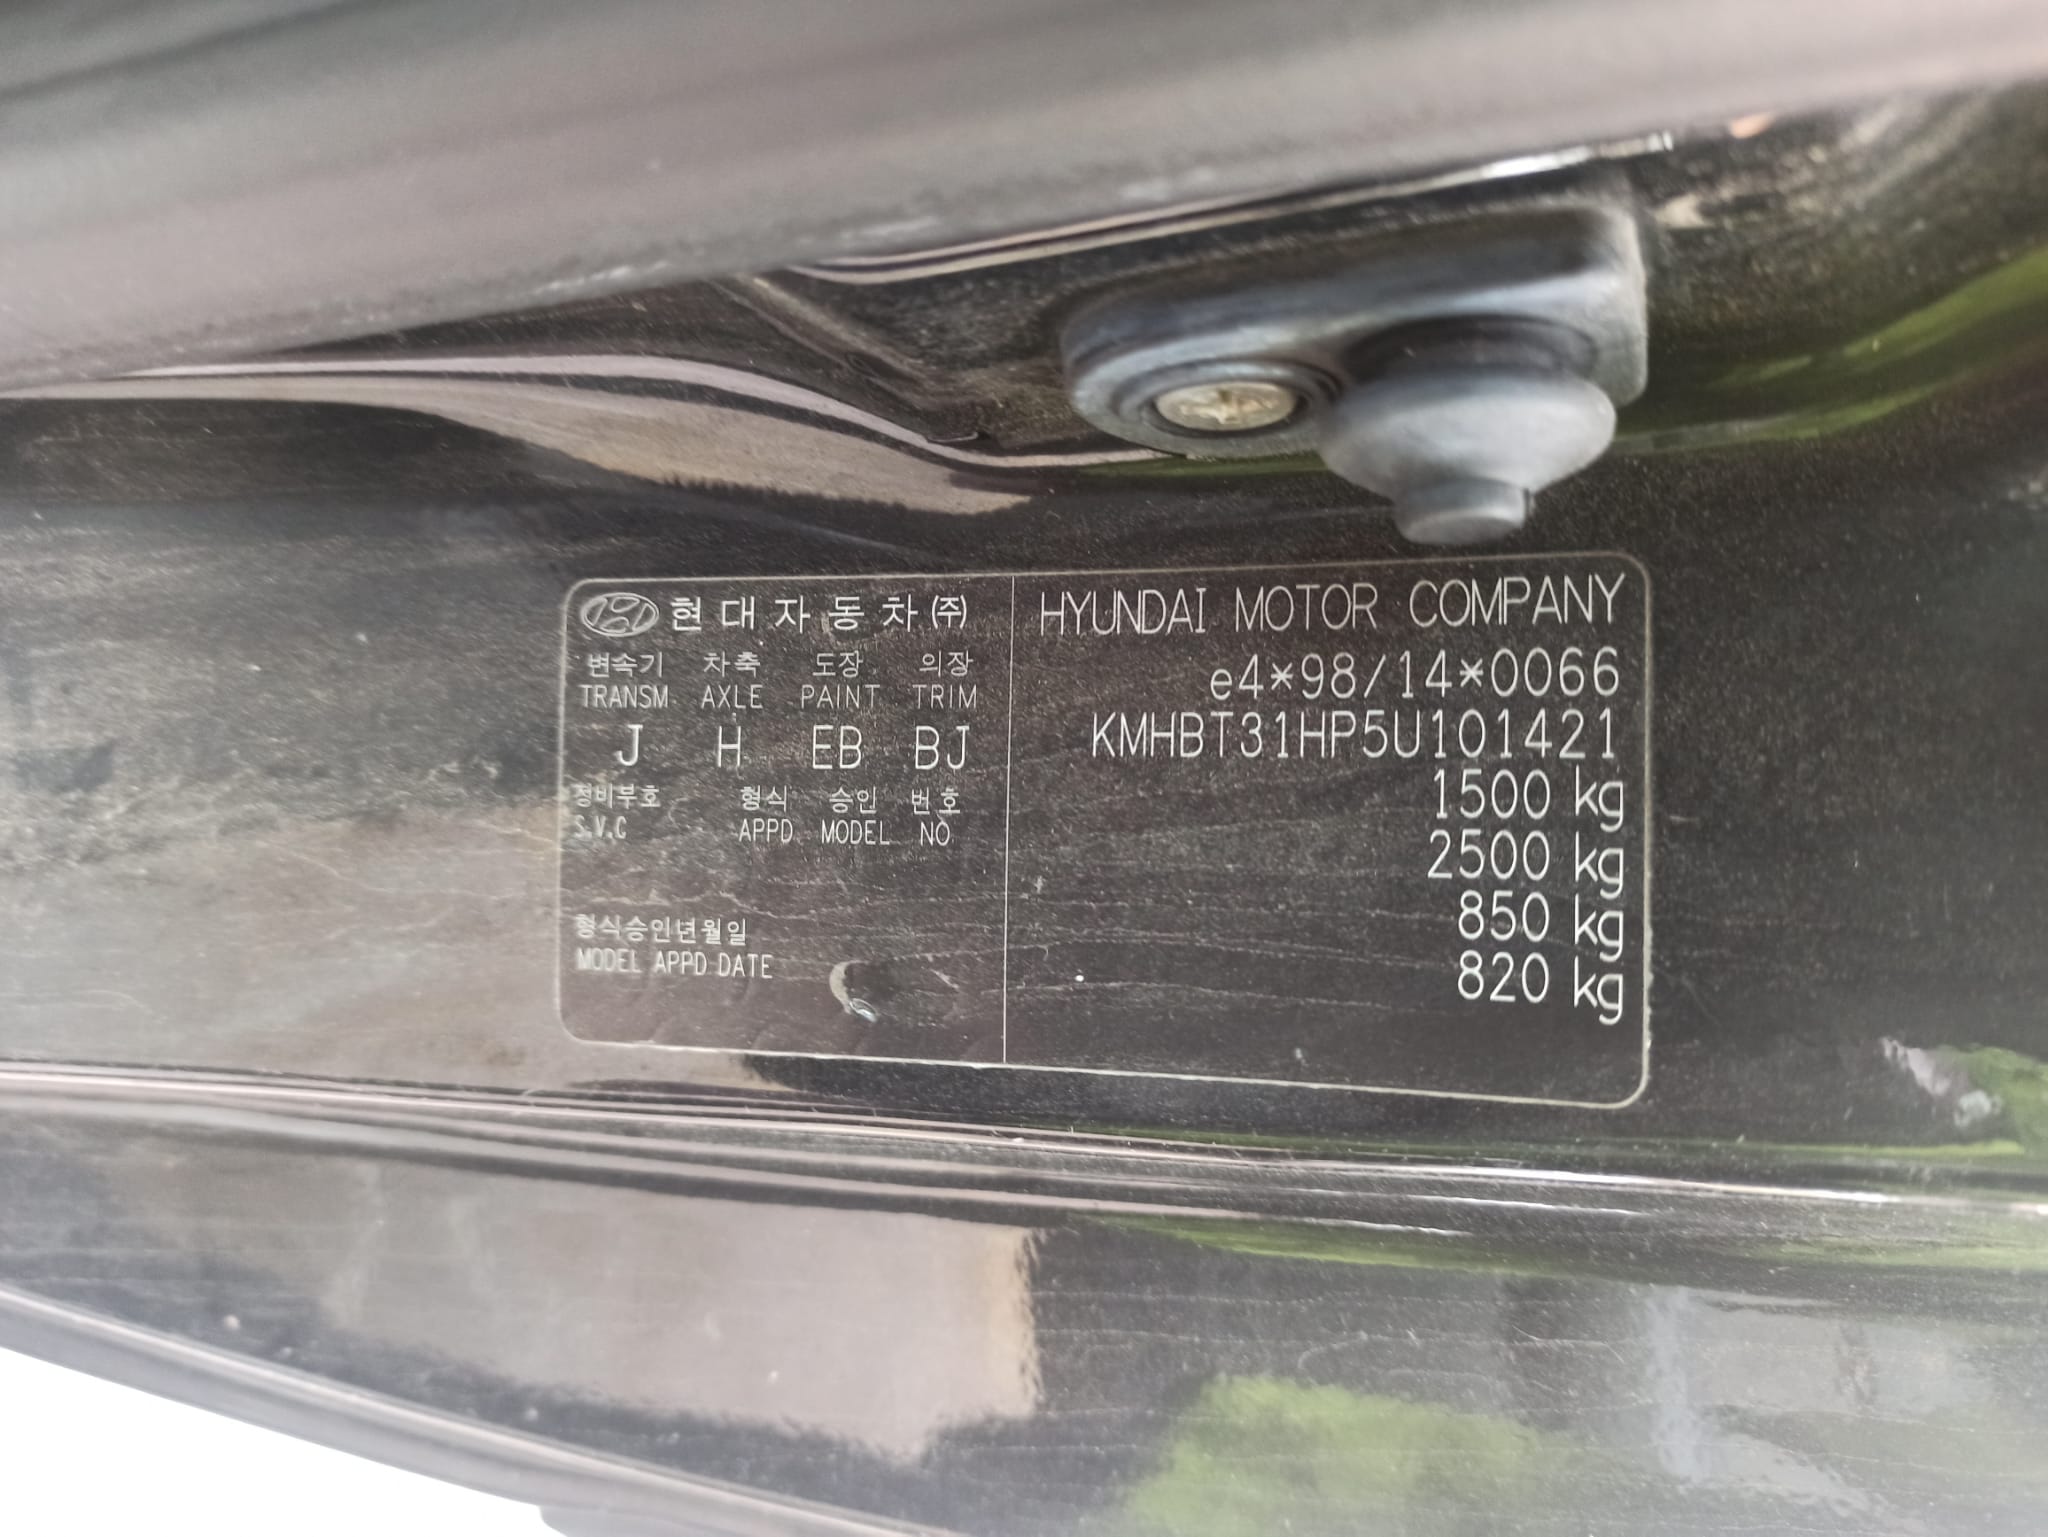 현대자동차㈜
변속기 차축 도장 의장
TRANSM AXLE PAINT TRIM
J H EB BJ
정비부호 형식 승인 번호
S.V.C APPD MODEL NO
형식승인년월일
MODEL APPD DATE
HYUNDAI MOTOR COMPANY
e4*98/14*0066
KMHBT31HP5U101421
1500 kg
2500 kg
850 kg
820 kg